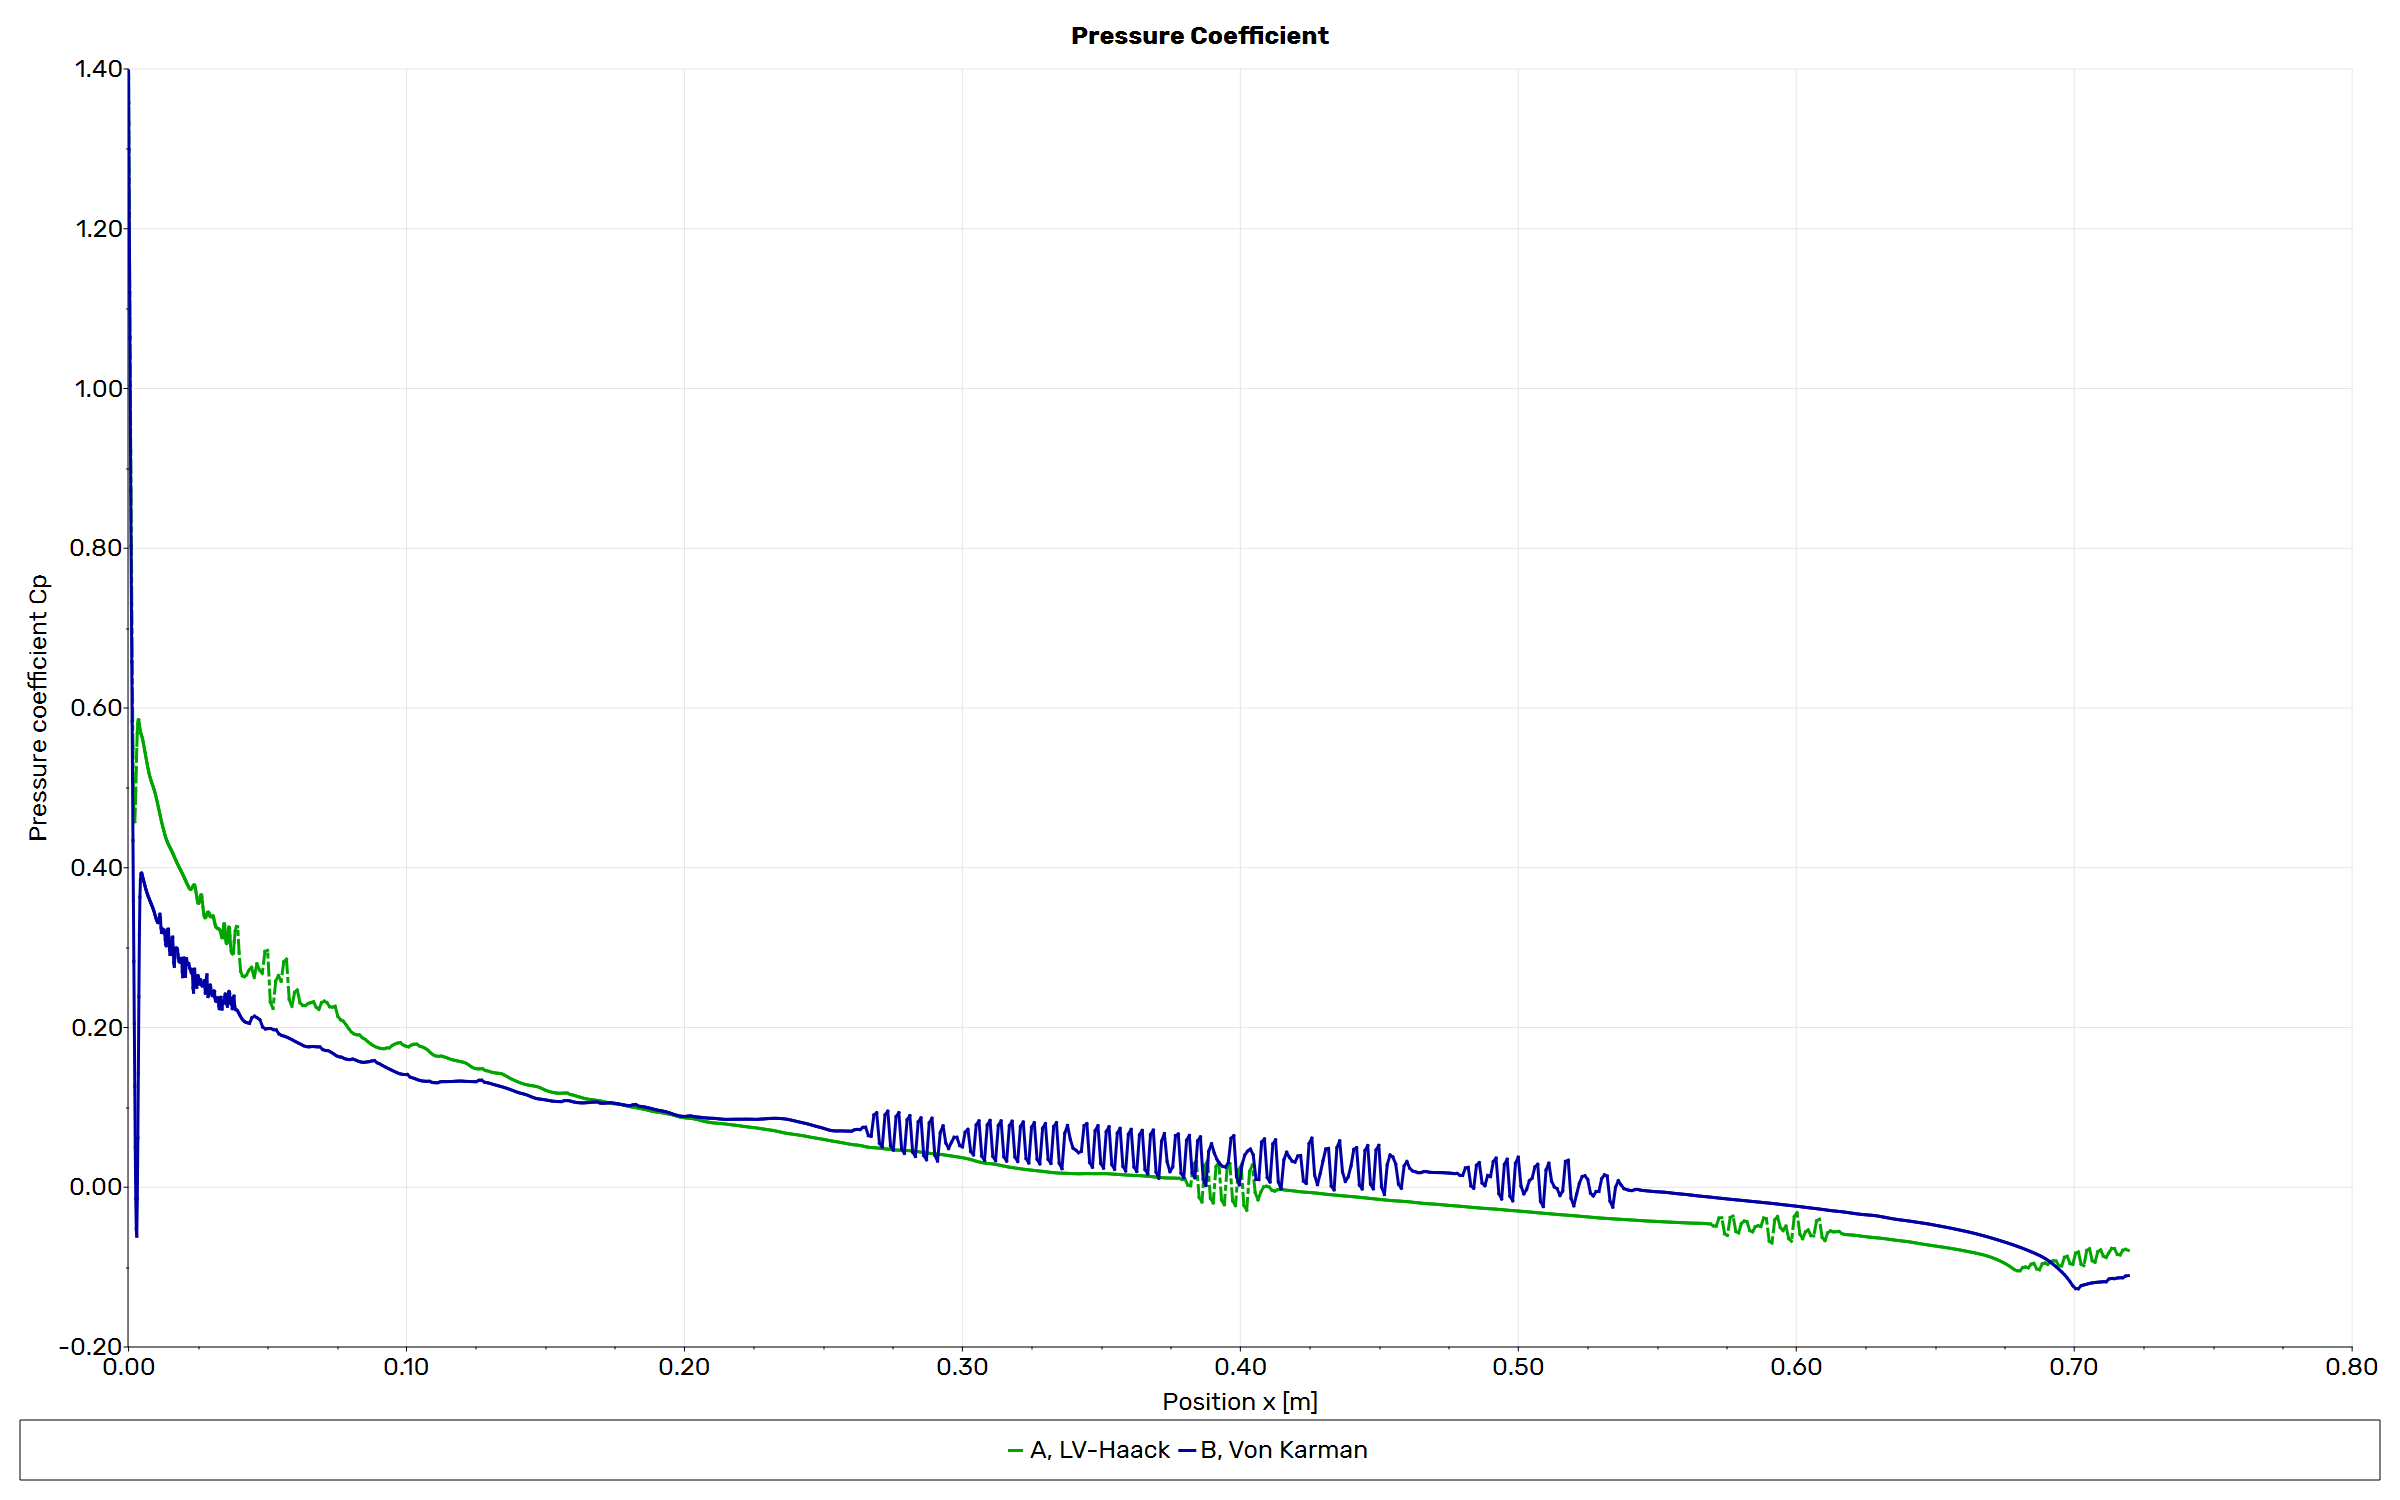 Pressure Coefficient
1.40
1.20
1.00
0.80
0.60
0.40
0.20
0.00
-0.20
Pressure coefficient Cp
0.00 0.10 0.20 0.30 0.40 0.50 0.60 0.70 0.80
Position x [m]
A, LV-Haack B, Von Karman